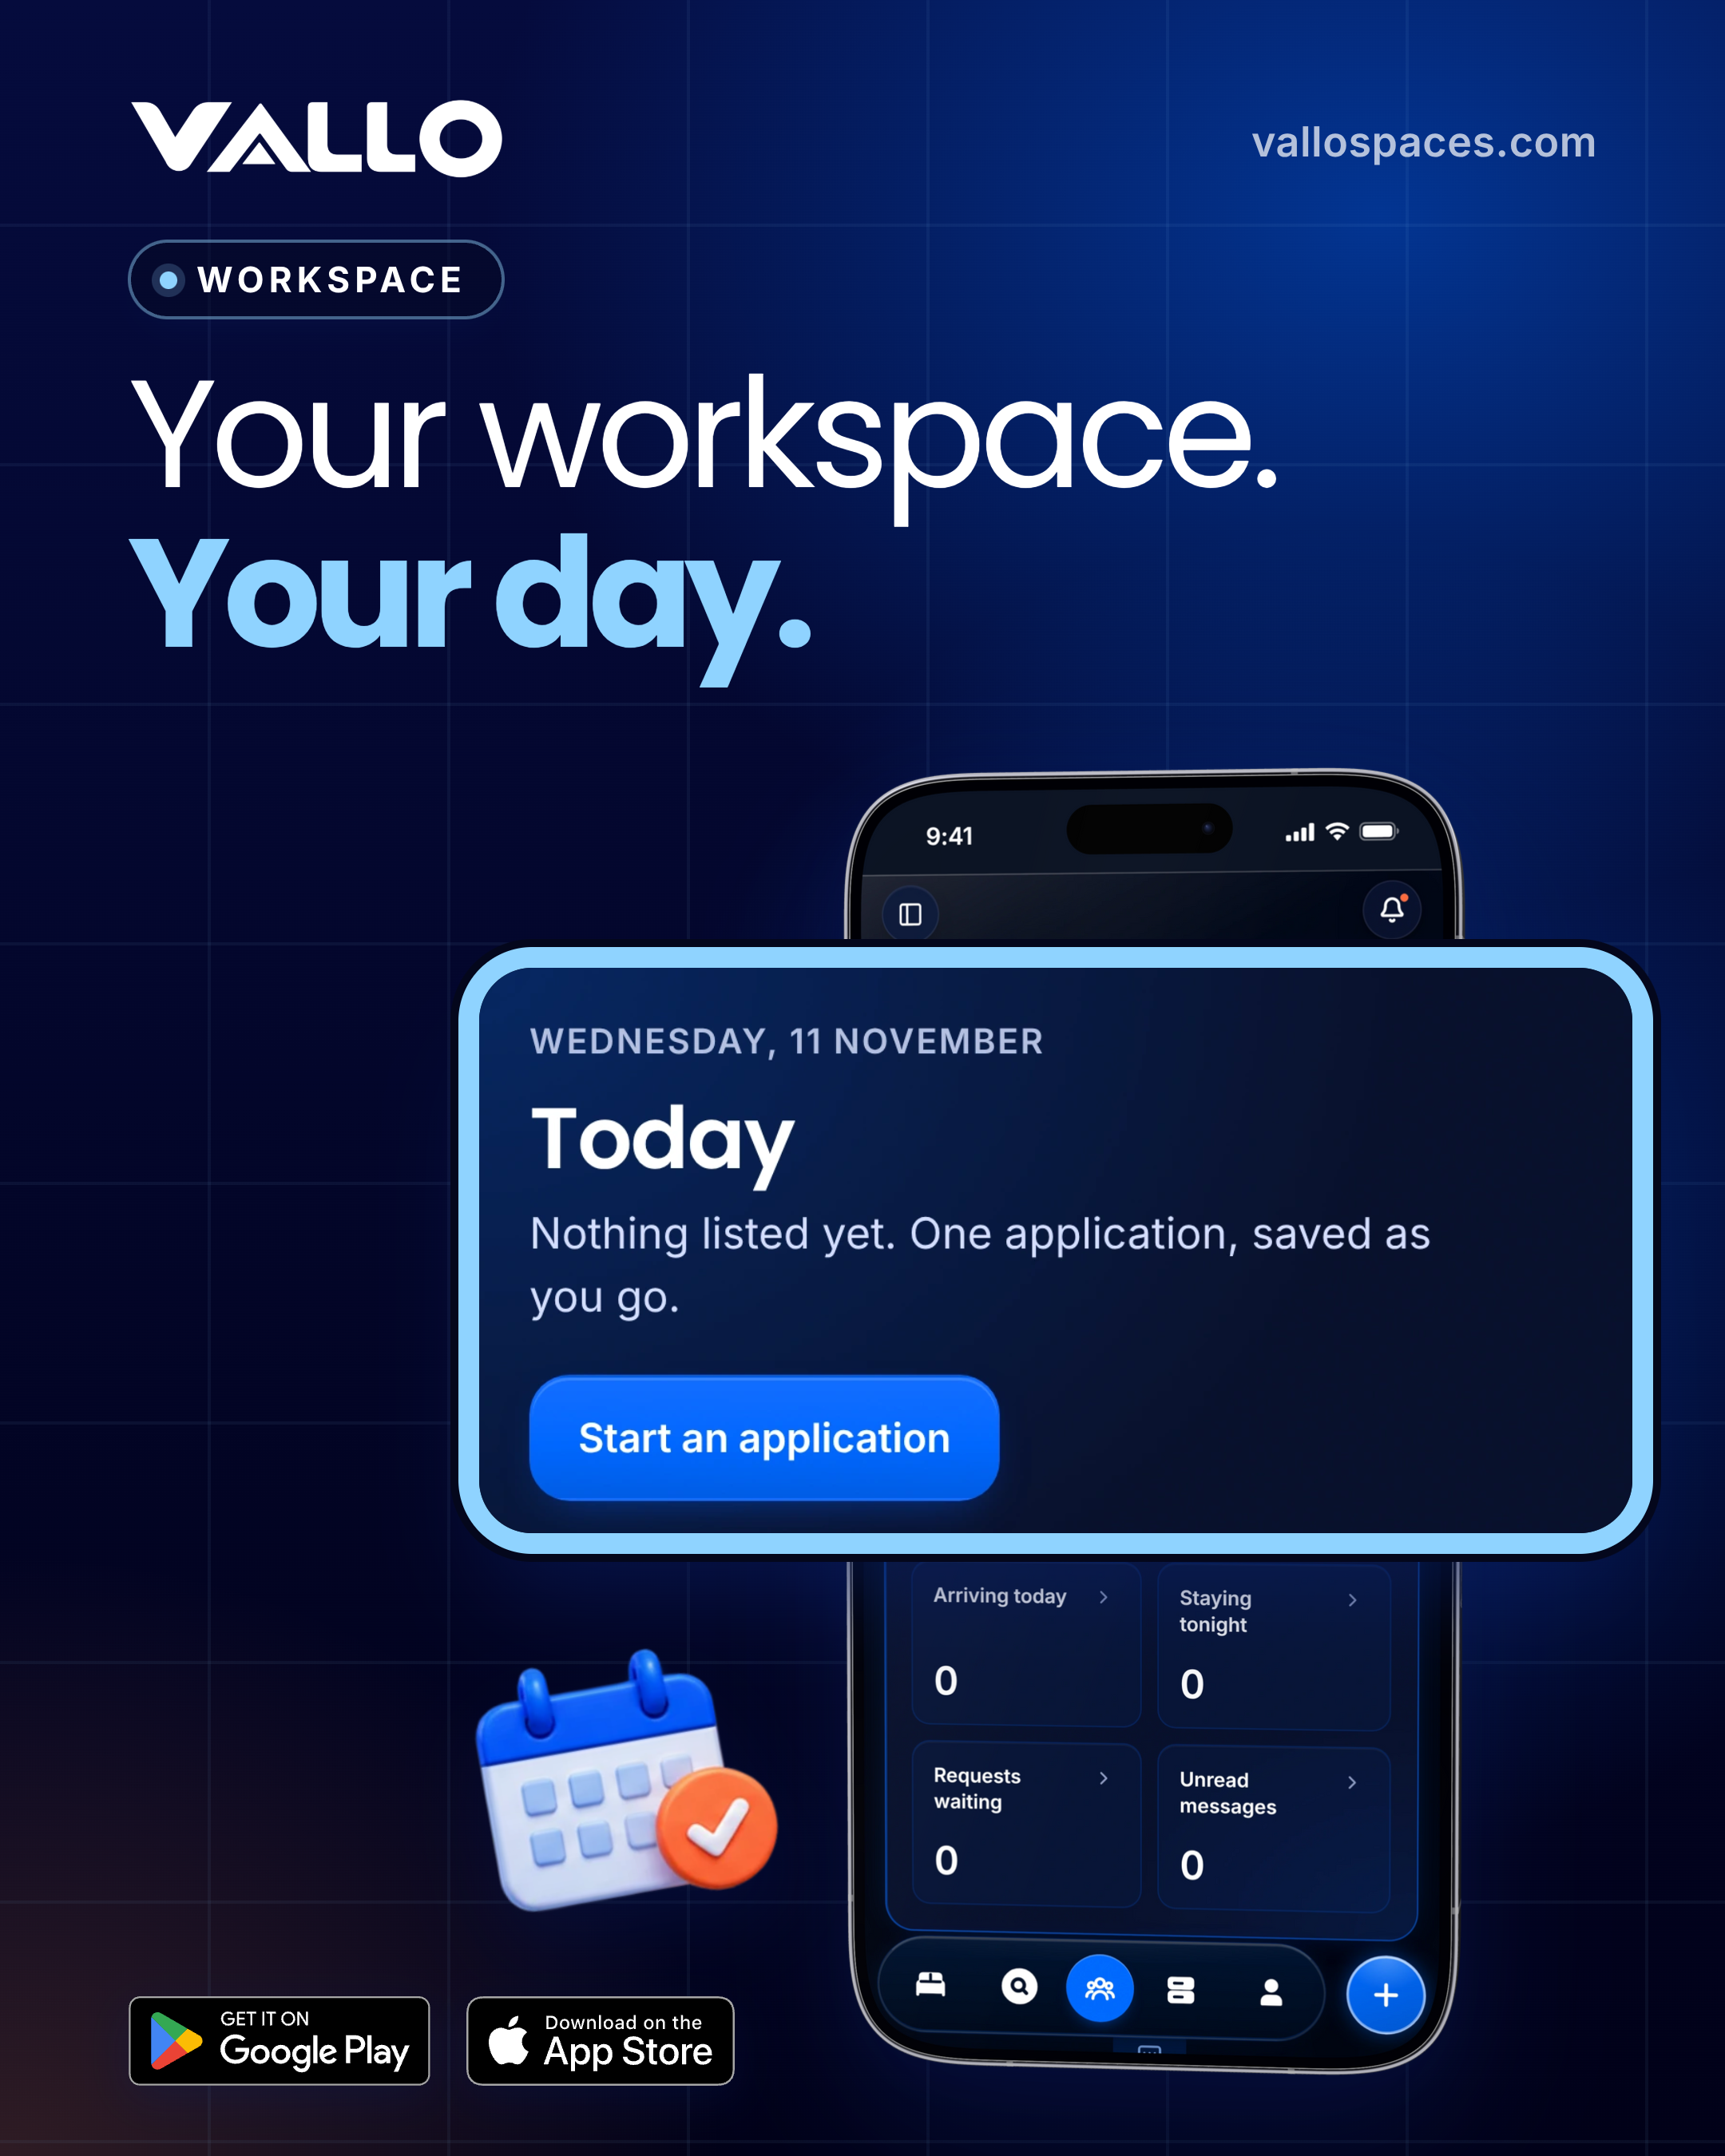 VALLO
vallospaces.com
WORKSPACE
Your workspace.
Your day.
9:41
WEDNESDAY, 11 NOVEMBER
Today
Nothing listed yet. One application, saved as
you go.
Start an application
Arriving today
0
Staying
tonight
0
Requests
waiting
0
Unread
messages
0
GET IT ON
Google Play
Download on the
App Store